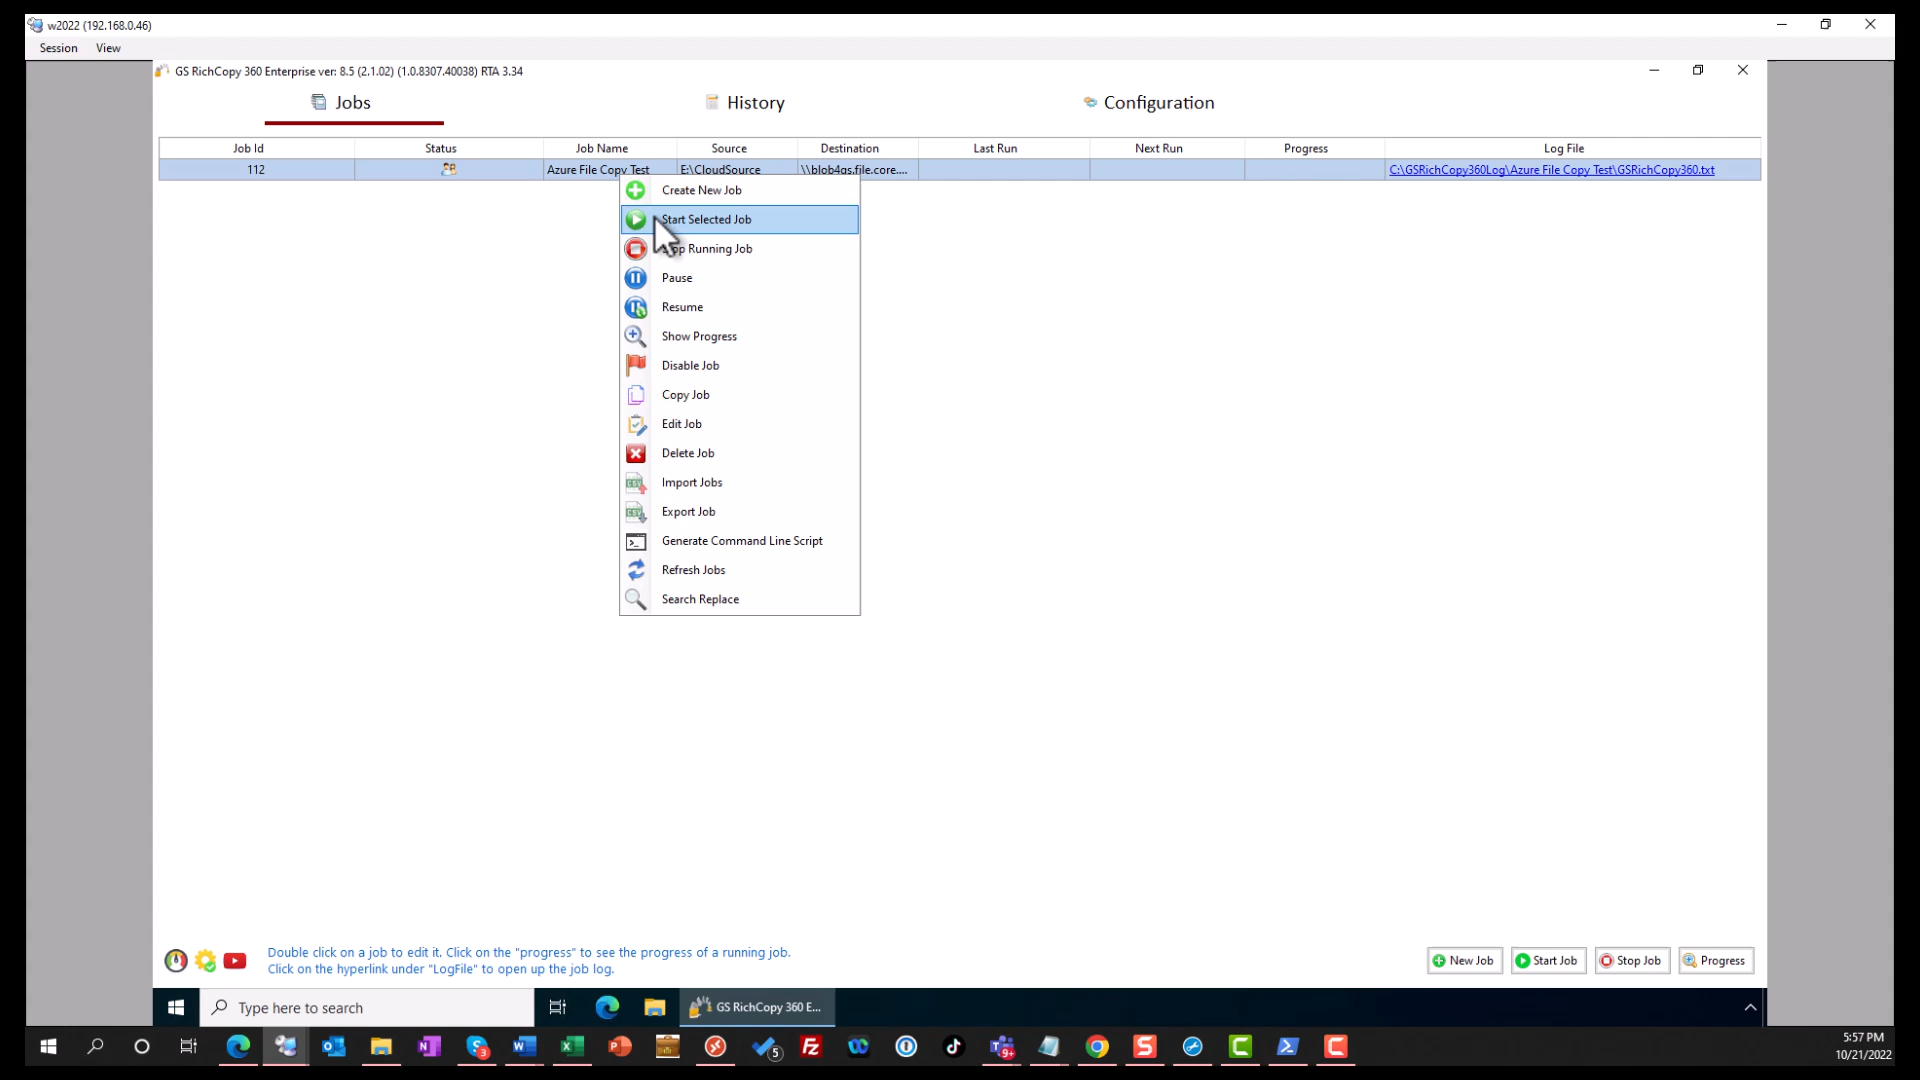 w2022 (192.168.0.46)
Session View
GS RichCopy 360 Enterprise ver: 8.5 (2.1.02) (1.0.8307.40038) RTA 3.34
Jobs History Configuration
Job Id Status Job Name Source Destination Last Run Next Run Progress Log File
112 Azure File Copy Test E:\CloudSource \\blob4gs.file.core.... C:\GSRichCopy360Log\Azure File Copy Test\GSRichCopy360.txt
Create New Job
Start Selected Job
Running Job
Pause
Resume
Show Progress
Disable Job
Copy Job
Edit Job
Delete Job
Import Jobs
Export Job
Generate Command Line Script
Refresh Jobs
Search Replace
Double click on a job to edit it. Click on the "progress" to see the progress of a running job.
Click on the hyperlink under "LogFile" to open up the job log.
New Job Start Job Stop Job Progress
Type here to search
GS RichCopy 360 E...
5:57 PM
10/21/2022